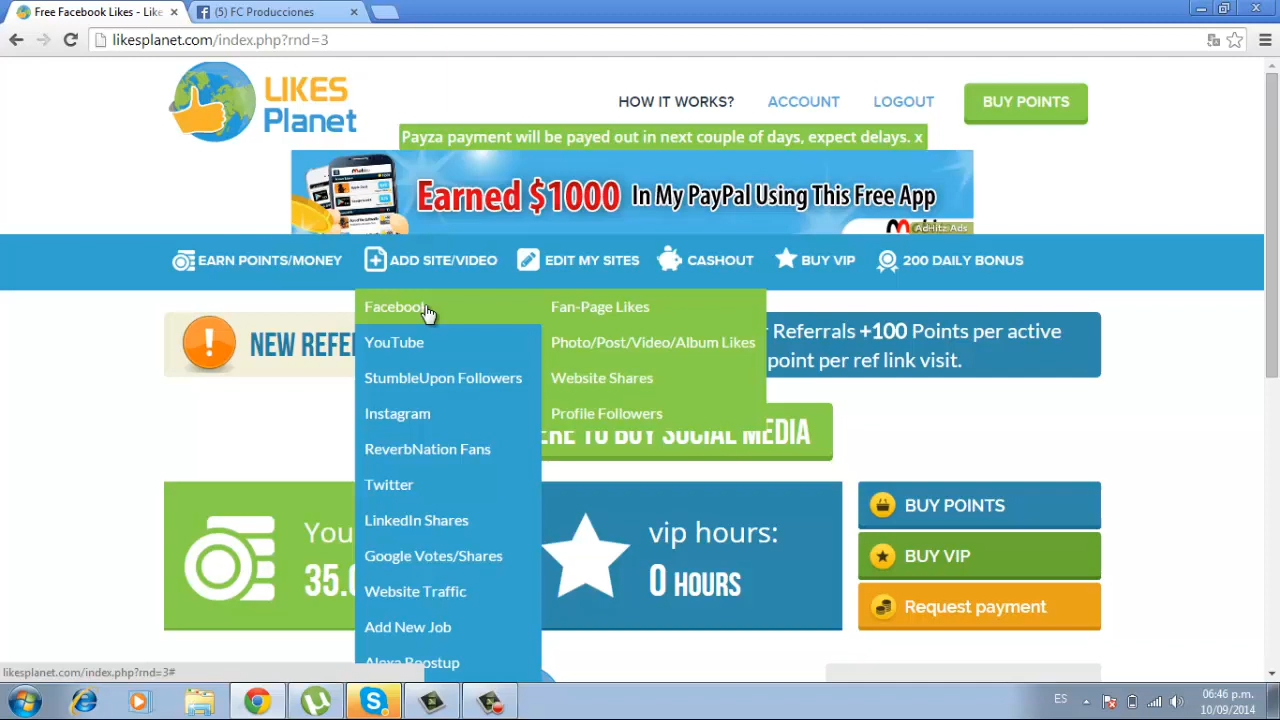 Free Facebook Likes - Like
(5) FC Producciones
likesplanet.com/index.php?rnd=3
LIKES
Planet
HOW IT WORKS?
ACCOUNT
LOGOUT
BUY POINTS
Payza payment will be payed out in next couple of days, expect delays. x
Earned $1000 In My PayPal Using This Free App
AdHitz Ads
EARN POINTS/MONEY
ADD SITE/VIDEO
EDIT MY SITES
CASHOUT
BUY VIP
200 DAILY BONUS
Facebook
Fan-Page Likes
YouTube
Photo/Post/Video/Album Likes
StumbleUpon Followers
Website Shares
Instagram
Profile Followers
ReverbNation Fans
Twitter
LinkedIn Shares
Google Votes/Shares
Website Traffic
Add New Job
Alexa Boostup
NEW REFE
Referrals +100 Points per active
point per ref link visit.
TO BUY SOCIAL MEDIA
You
35.
vip hours:
0 HOURS
BUY POINTS
BUY VIP
Request payment
likesplanet.com/index.php?rnd=3#
ES
06:46 p.m.
10/09/2014